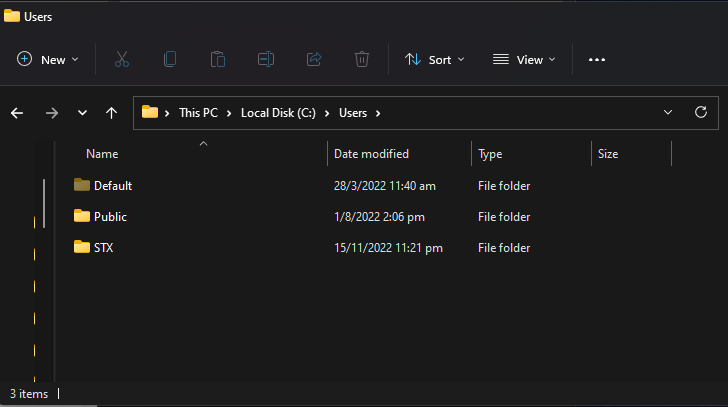 Users
New Sort View
This PC Local Disk (C:) Users
Name Date modified Type Size
Default 28/3/2022 11:40 am File folder
Public 1/8/2022 2:06 pm File folder
STX 15/11/2022 11:21 pm File folder
3 items